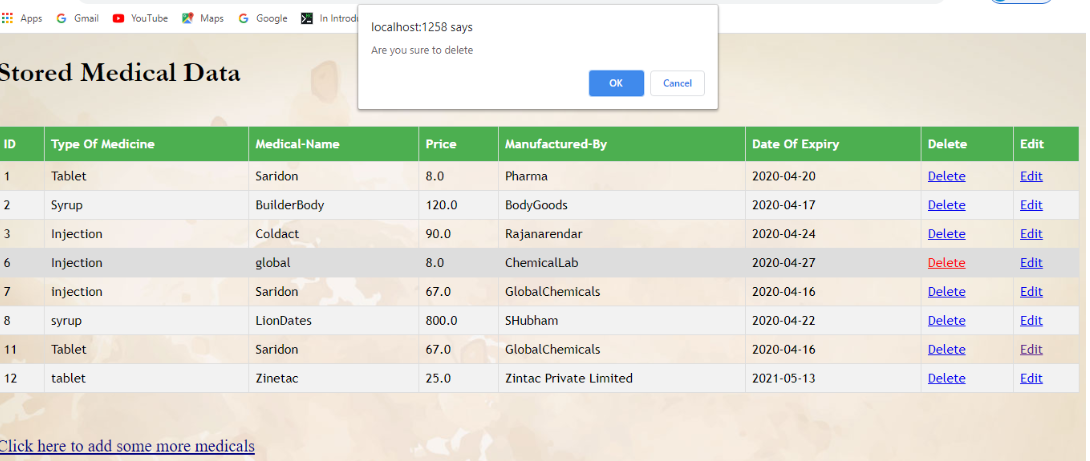 Apps Gmail YouTube Maps Google In Introdu
localhost:1258 says
Are you sure to delete
OK Cancel
Stored Medical Data
ID Type Of Medicine Medical-Name Price Manufactured-By Date Of Expiry Delete Edit
1 Tablet Saridon 8.0 Pharma 2020-04-20 Delete Edit
2 Syrup BuilderBody 120.0 BodyGoods 2020-04-17 Delete Edit
3 Injection Coldact 90.0 Rajanarendar 2020-04-24 Delete Edit
6 Injection global 8.0 ChemicalLab 2020-04-27 Delete Edit
7 injection Saridon 67.0 GlobalChemicals 2020-04-16 Delete Edit
8 syrup LionDates 800.0 SHubham 2020-04-22 Delete Edit
11 Tablet Saridon 67.0 GlobalChemicals 2020-04-16 Delete Edit
12 tablet Zinetac 25.0 Zintac Private Limited 2021-05-13 Delete Edit
Click here to add some more medicals